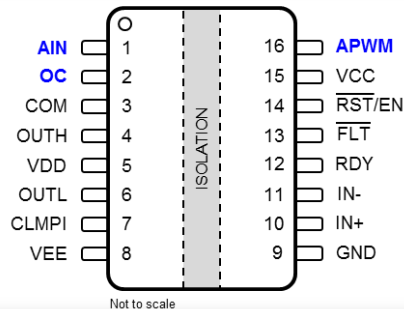 AIN 1 16 APWM
OC 2 15 VCC
COM 3 14 RST/EN
OUTH 4 13 FLT
VDD 5 12 RDY
OUTL 6 11 IN-
CLMPI 7 10 IN+
VEE 8 9 GND
ISOLATION
Not to scale